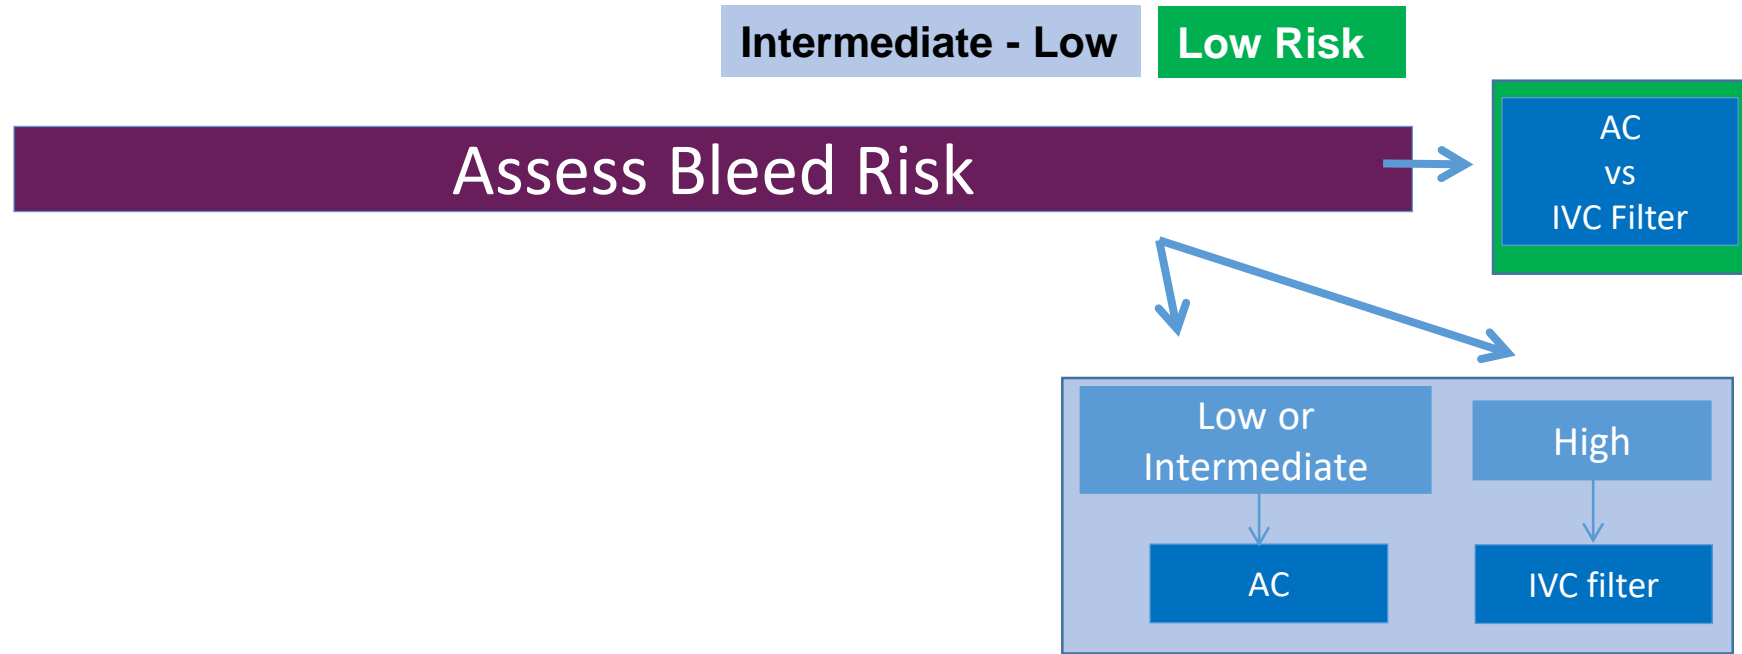 Intermediate - Low
Low Risk
Assess Bleed Risk
AC
vs
IVC Filter
Low or
Intermediate
High
AC
IVC filter